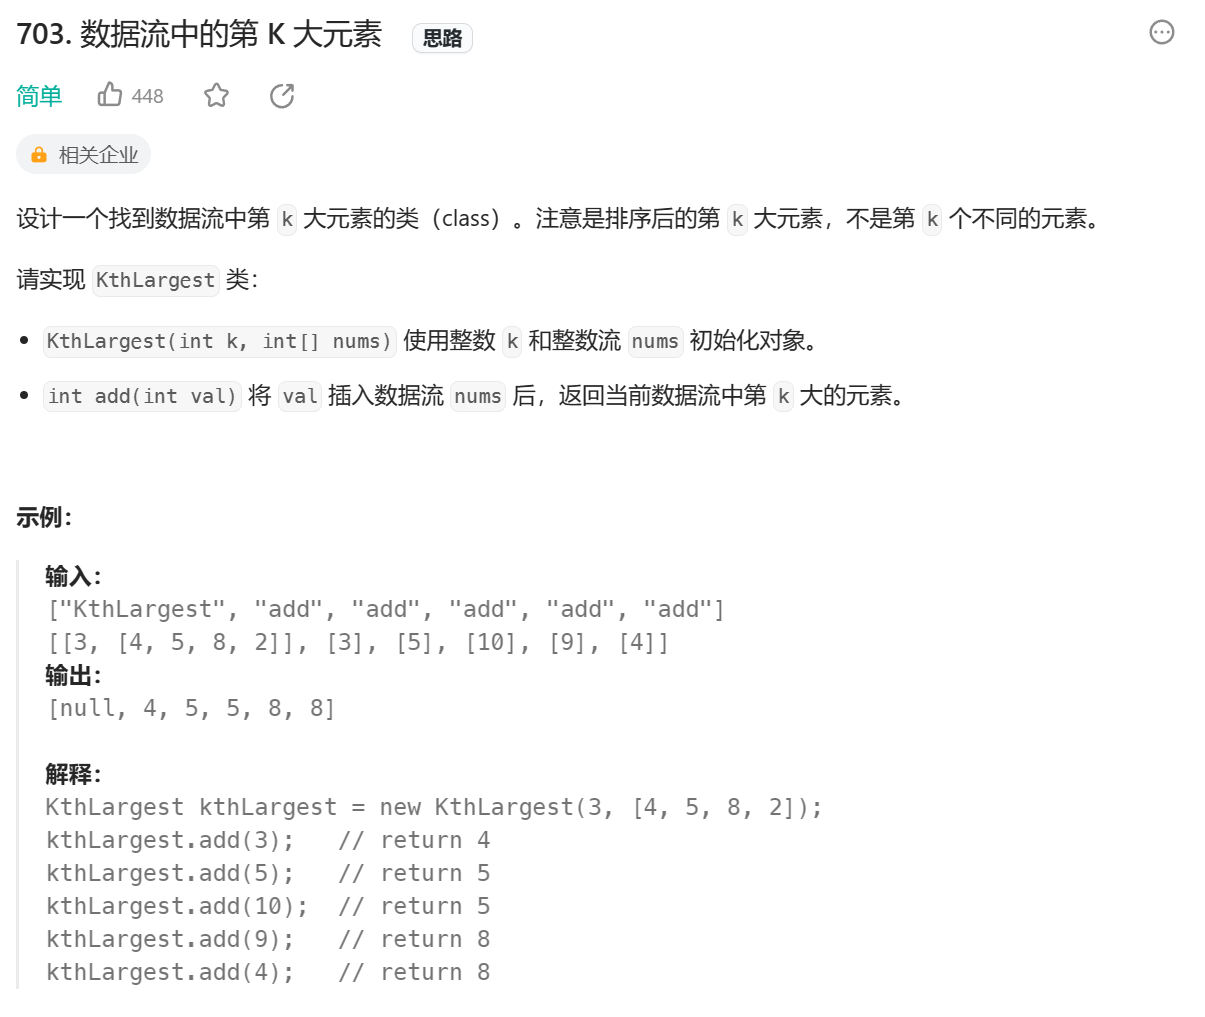 703. 数据流中的第 K 大元素 思路
简单 448
相关企业
设计一个找到数据流中第 k 大元素的类（class）。注意是排序后的第 k 大元素，不是第 k 个不同的元素。
请实现 KthLargest 类：
• KthLargest(int k, int[] nums) 使用整数 k 和整数流 nums 初始化对象。
• int add(int val) 将 val 插入数据流 nums 后，返回当前数据流中第 k 大的元素。
示例：
输入：
["KthLargest", "add", "add", "add", "add", "add"]
[[3, [4, 5, 8, 2]], [3], [5], [10], [9], [4]]
输出：
[null, 4, 5, 5, 8, 8]
解释：
KthLargest kthLargest = new KthLargest(3, [4, 5, 8, 2]);
kthLargest.add(3);   // return 4
kthLargest.add(5);   // return 5
kthLargest.add(10);  // return 5
kthLargest.add(9);   // return 8
kthLargest.add(4);   // return 8